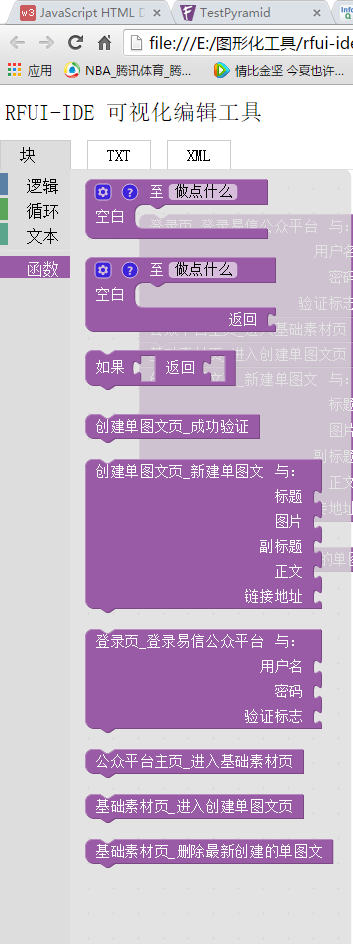 JavaScript HTML D
TestPyramid
Info
file:///E:/图形化工具/rfui-ide
应用
NBA_腾讯体育_腾...
情比金坚 今夏也许...
RFUI-IDE 可视化编辑工具
块
TXT
XML
逻辑
循环
文本
函数
至 做点什么
空白
至 做点什么
空白
返回
如果 返回
创建单图文页_成功验证
创建单图文页_新建单图文 与:
标题
图片
副标题
正文
链接地址
登录页_登录易信公众平台 与:
用户名
密码
验证标志
公众平台主页_进入基础素材页
基础素材页_进入创建单图文页
基础素材页_删除最新创建的单图文